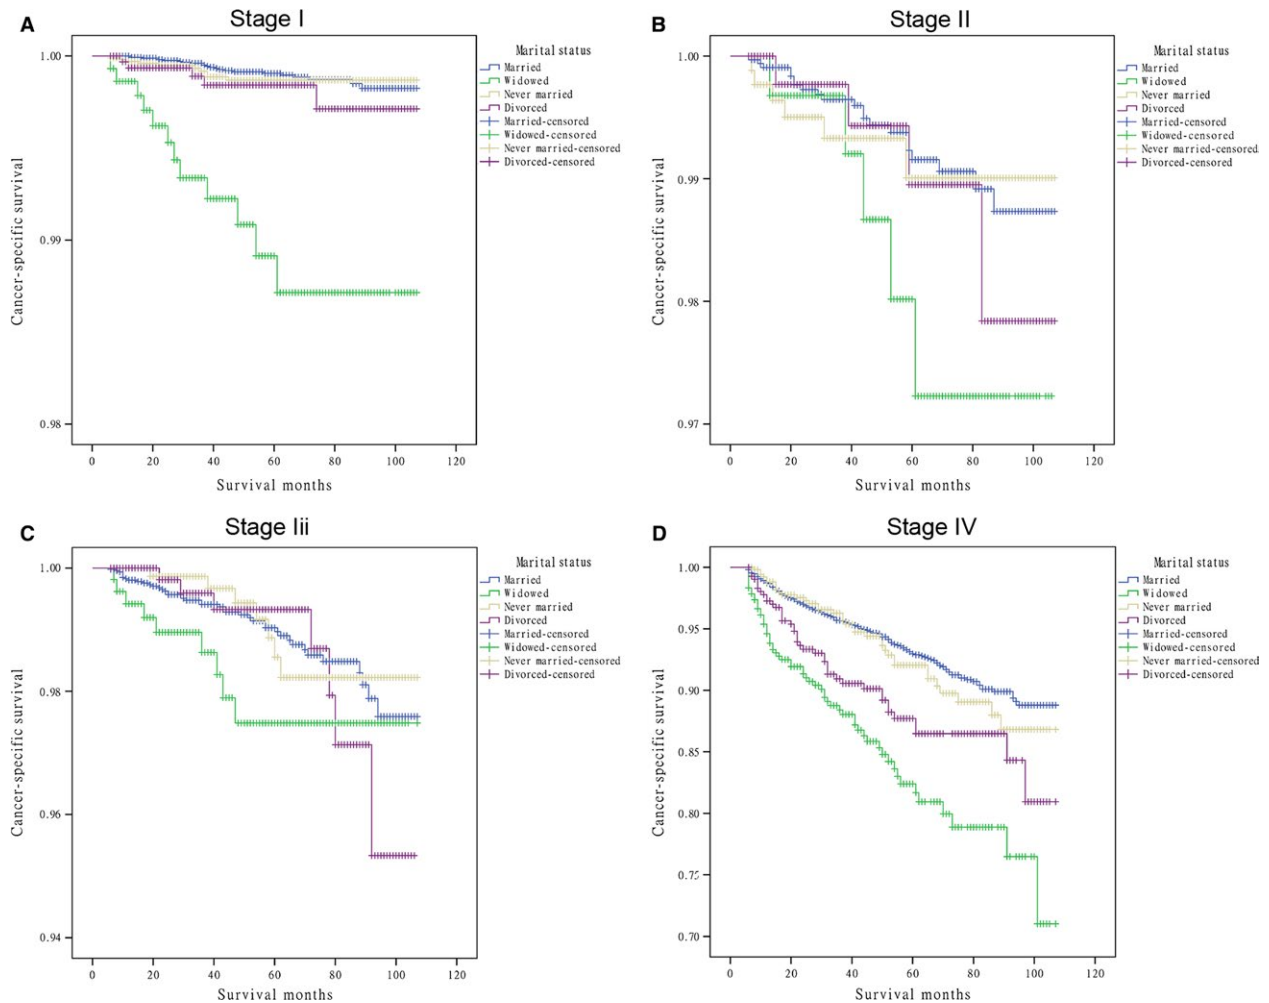 A
Stage I
1.00
0.99
0.98
0
20
40
60
80
100
120
Cancer-specific survival
Survival months
Marital status
Married
Widowed
Never married
Divorced
Married-censored
Widowed-censored
Never married-censored
Divorced-censored
B
Stage II
1.00
0.99
0.98
0.97
0
20
40
60
80
100
120
Cancer-specific survival
Survival months
Marital status
Married
Widowed
Never married
Divorced
Married-censored
Widowed-censored
Never married-censored
Divorced-censored
C
Stage Iii
1.00
0.98
0.96
0.94
0
20
40
60
80
100
120
Cancer-specific survival
Survival months
Marital status
Married
Widowed
Never married
Divorced
Married-censored
Widowed-censored
Never married-censored
Divorced-censored
D
Stage IV
1.00
0.95
0.90
0.85
0.80
0.75
0.70
0
20
40
60
80
100
120
Cancer-specific survival
Survival months
Marital status
Married
Widowed
Never married
Divorced
Married-censored
Widowed-censored
Never married-censored
Divorced-censored